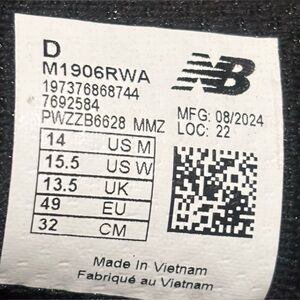 D
M1906RWA
197376868744
7692584
PWZZB6628 MMZ
NB
MFG: 08/2024
LOC: 22
14 US M
15.5 US W
13.5 UK
49 EU
32 CM
Made In Vietnam
Fabriqué au Vietnam